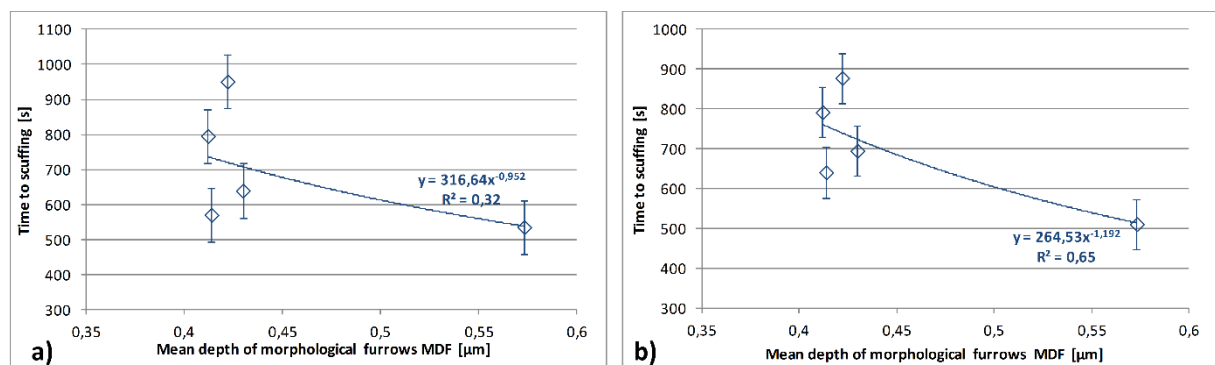 1100
1000
900
800
700
600
500
400
300
Time to scuffing [s]
y = 316,64x^-0,952
R² = 0,32
0,35
0,4
0,45
0,5
0,55
0,6
a)
Mean depth of morphological furrows MDF [µm]
1000
900
800
700
600
500
400
300
Time to scuffing [s]
y = 264,53x^-1,192
R² = 0,65
0,35
0,4
0,45
0,5
0,55
0,6
b)
Mean depth of morphological furrows MDF [µm]